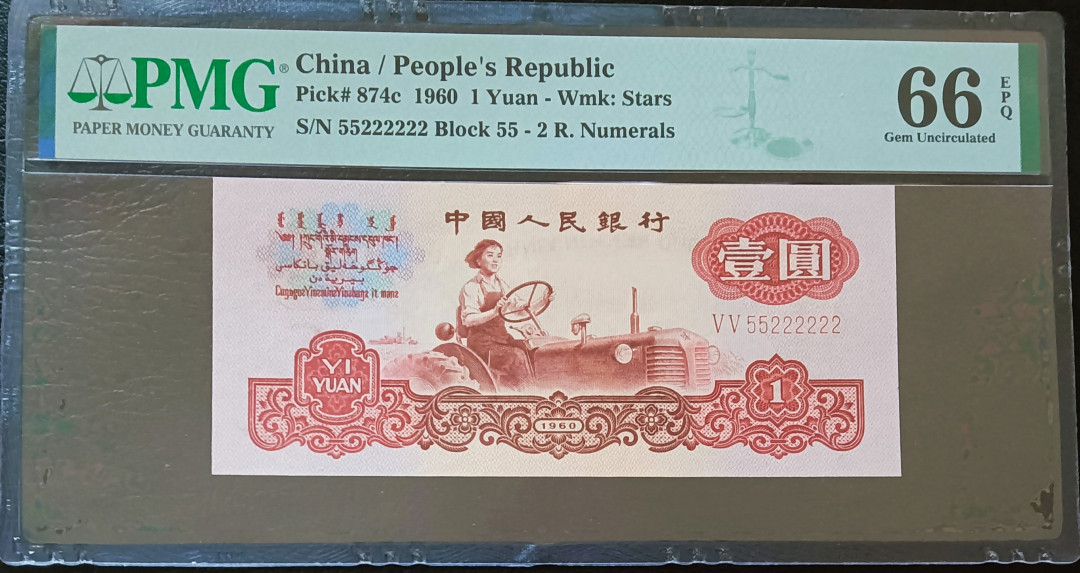 PMG®
PAPER MONEY GUARANTY
China / People's Republic
Pick# 874c 1960 1 Yuan - Wmk: Stars
S/N 55222222 Block 55 - 2 R. Numerals
66
EPQ
Gem Uncirculated
中國人民銀行
壹圓
VV 55222222
YI
YUAN
1
1960